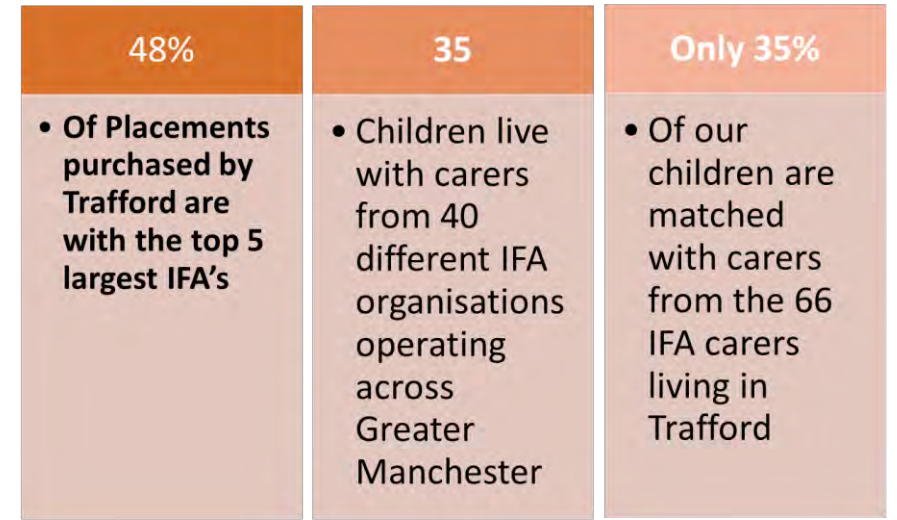 48%
• Of Placements
purchased by
Trafford are
with the top 5
largest IFA's
35
• Children live
with carers
from 40
different IFA
organisations
operating
across
Greater
Manchester
Only 35%
• Of our
children are
matched
with carers
from the 66
IFA carers
living in
Trafford